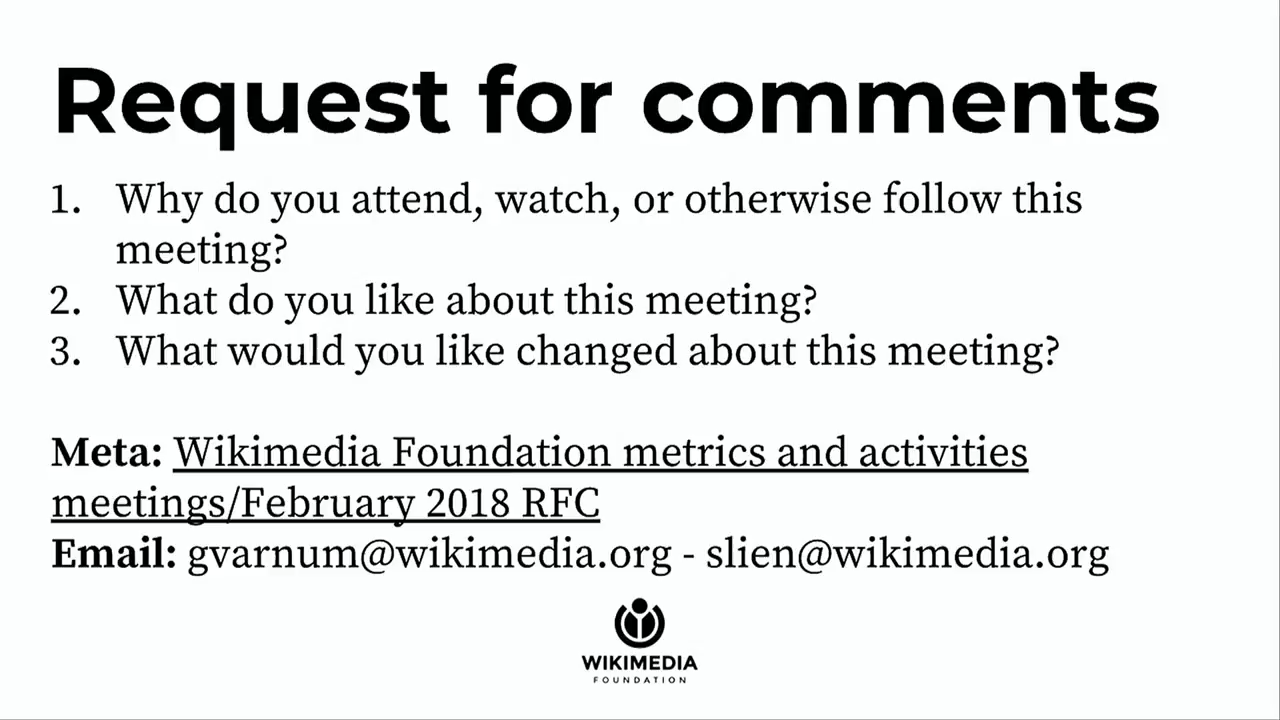 Request for comments
1. Why do you attend, watch, or otherwise follow this
meeting?
2. What do you like about this meeting?
3. What would you like changed about this meeting?
Meta: Wikimedia Foundation metrics and activities
meetings/February 2018 RFC
Email: gvarnum@wikimedia.org - slien@wikimedia.org
WIKIMEDIA
FOUNDATION